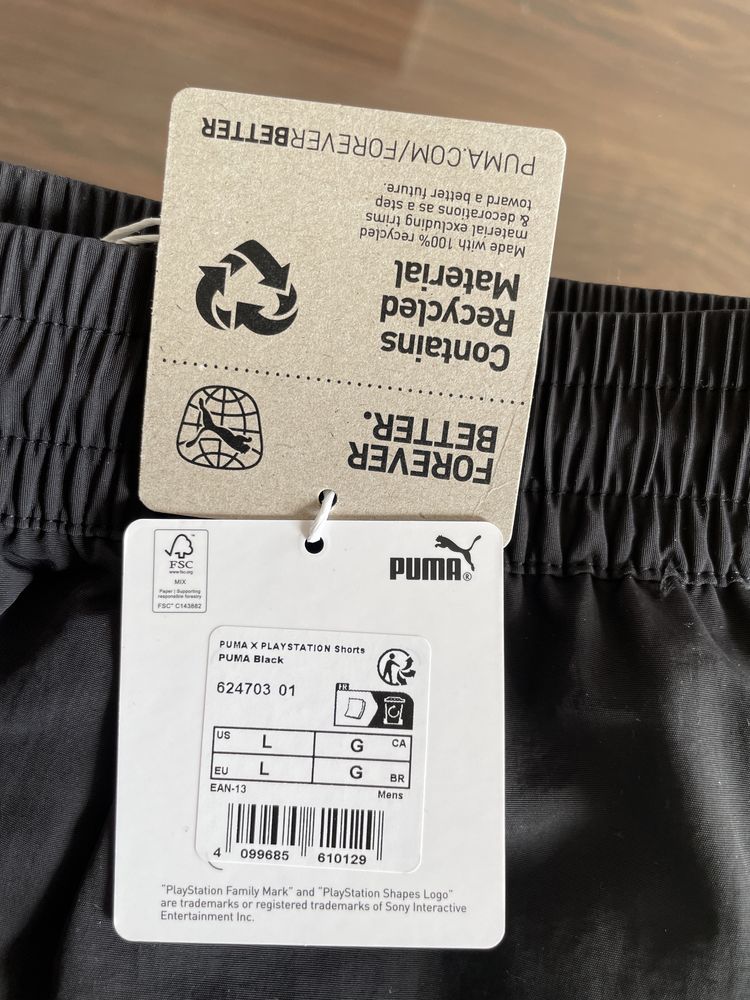 FOREVER
BETTER.
Contains
Recycled
Material
Made with 100% recycled
material excluding trims
& decorations as a step
toward a better future.
PUMA.COM/FOREVERBETTER
FSC
www.fsc.org
MIX
Paper | Supporting
responsible forestry
FSC® C143882
PUMA®
PUMA X PLAYSTATION Shorts
PUMA Black
624703 01
FR
US L G CA
EU L G BR
EAN-13 Mens
4 099685 610129
"PlayStation Family Mark" and "PlayStation Shapes Logo"
are trademarks or registered trademarks of Sony Interactive
Entertainment Inc.